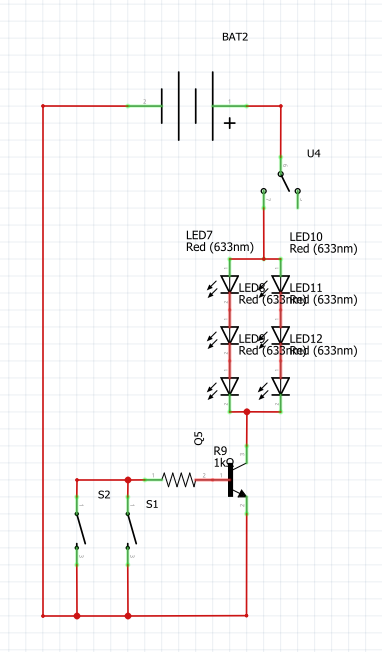 BAT2
2
1
+
U4
LED7
Red (633nm)
LED10
Red (633nm)
LED8
Red (633nm)
LED11
Red (633nm)
LED9
Red (633nm)
LED12
Red (633nm)
Q5
R9
1kΩ
S2
S1